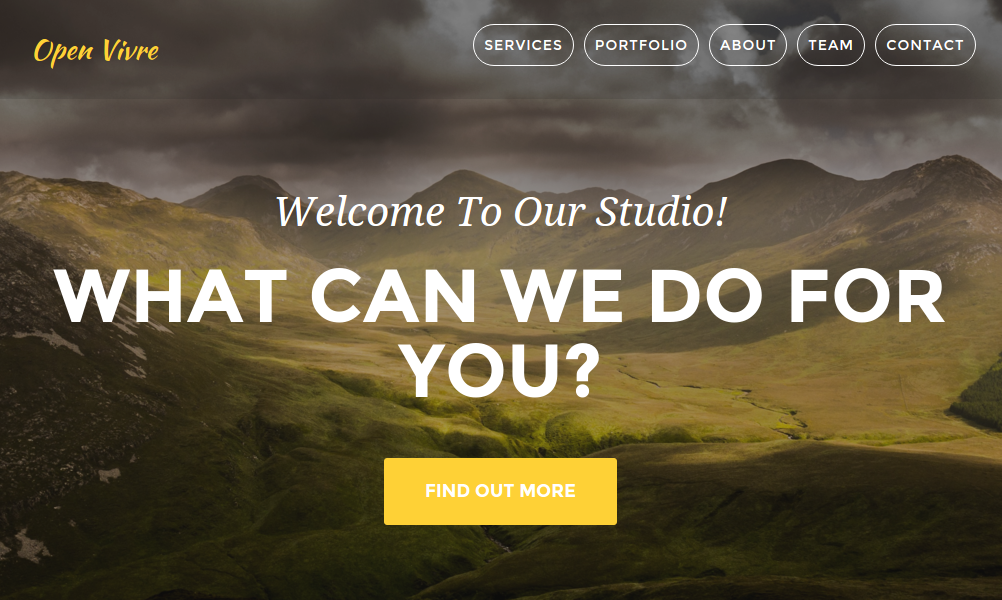 Open Vivre
SERVICES
PORTFOLIO
ABOUT
TEAM
CONTACT
Welcome To Our Studio!
WHAT CAN WE DO FOR
YOU?
FIND OUT MORE